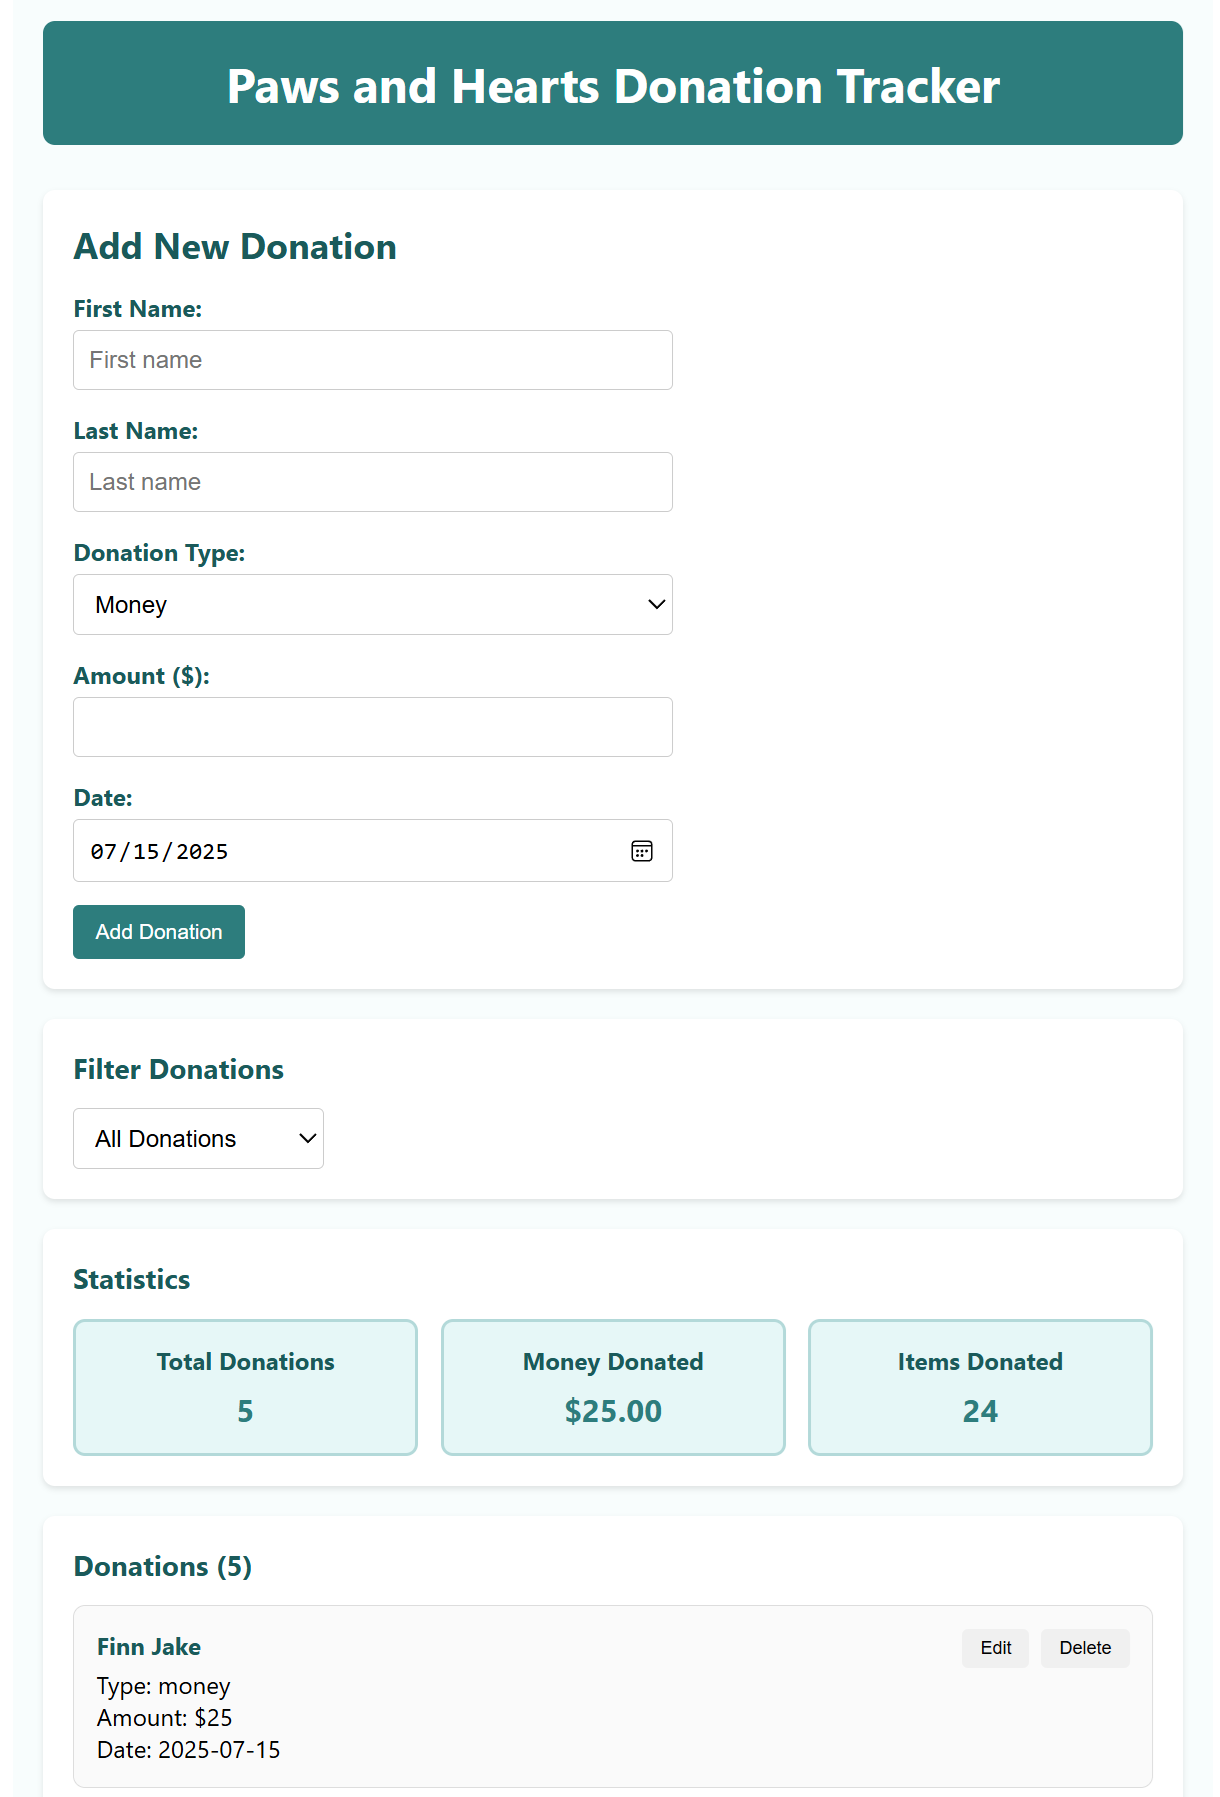 Paws and Hearts Donation Tracker
Add New Donation
First Name:
First name
Last Name:
Last name
Donation Type:
Money
Amount ($):
Date:
07/15/2025
Add Donation
Filter Donations
All Donations
Statistics
Total Donations
5
Money Donated
$25.00
Items Donated
24
Donations (5)
Finn Jake
Edit
Delete
Type: money
Amount: $25
Date: 2025-07-15